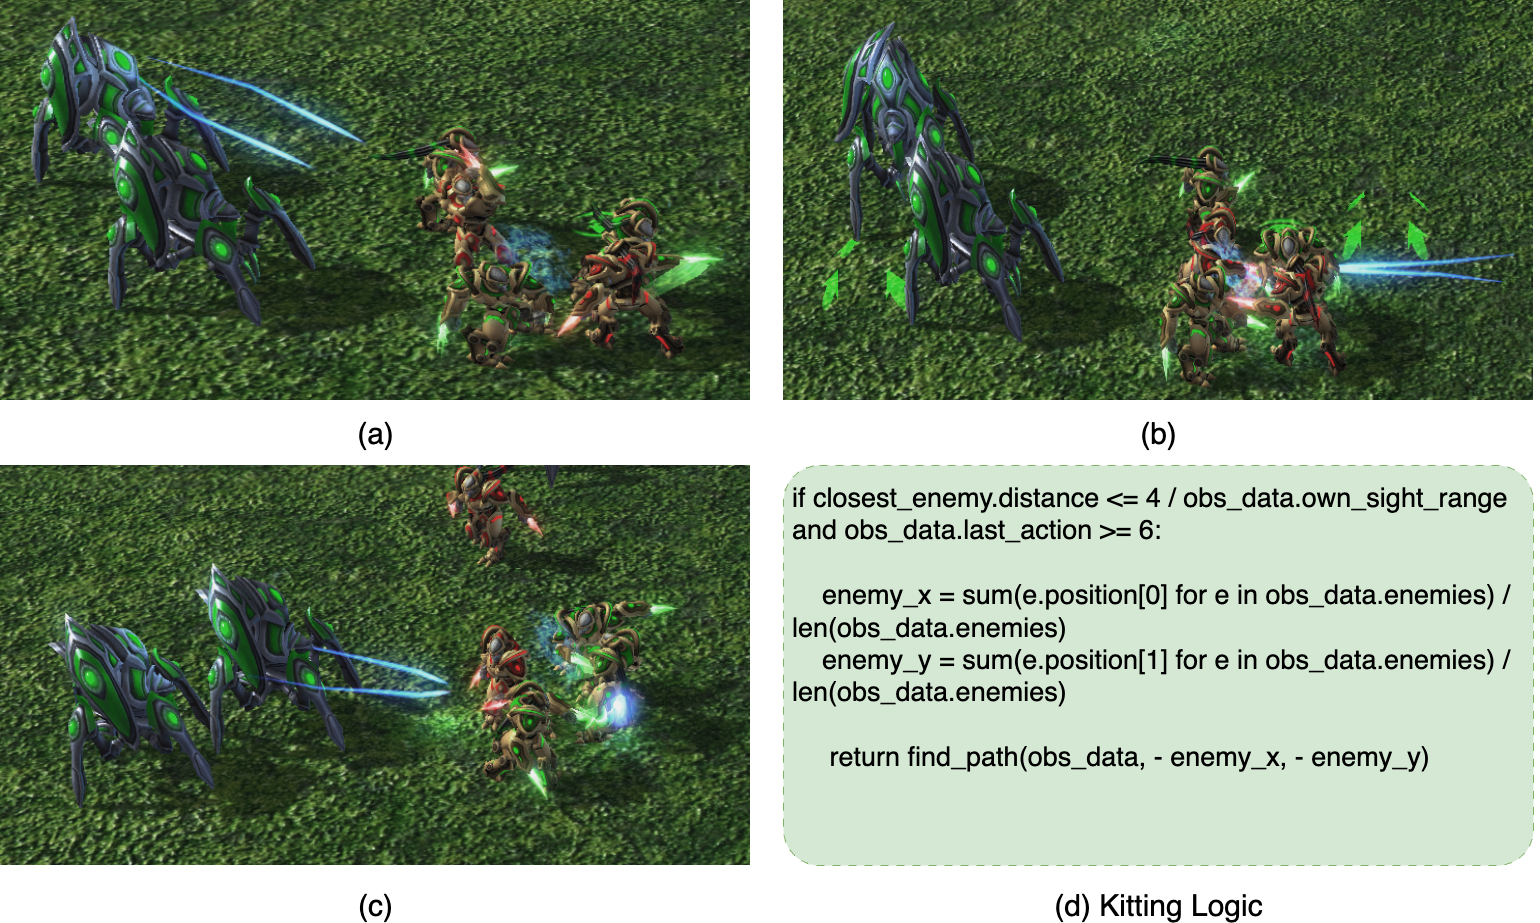 (a)
(b)
if closest_enemy.distance <= 4 / obs_data.own_sight_range
and obs_data.last_action >= 6:
enemy_x = sum(e.position[0] for e in obs_data.enemies) /
len(obs_data.enemies)
enemy_y = sum(e.position[1] for e in obs_data.enemies) /
len(obs_data.enemies)
return find_path(obs_data, - enemy_x, - enemy_y)
(c)
(d) Kitting Logic